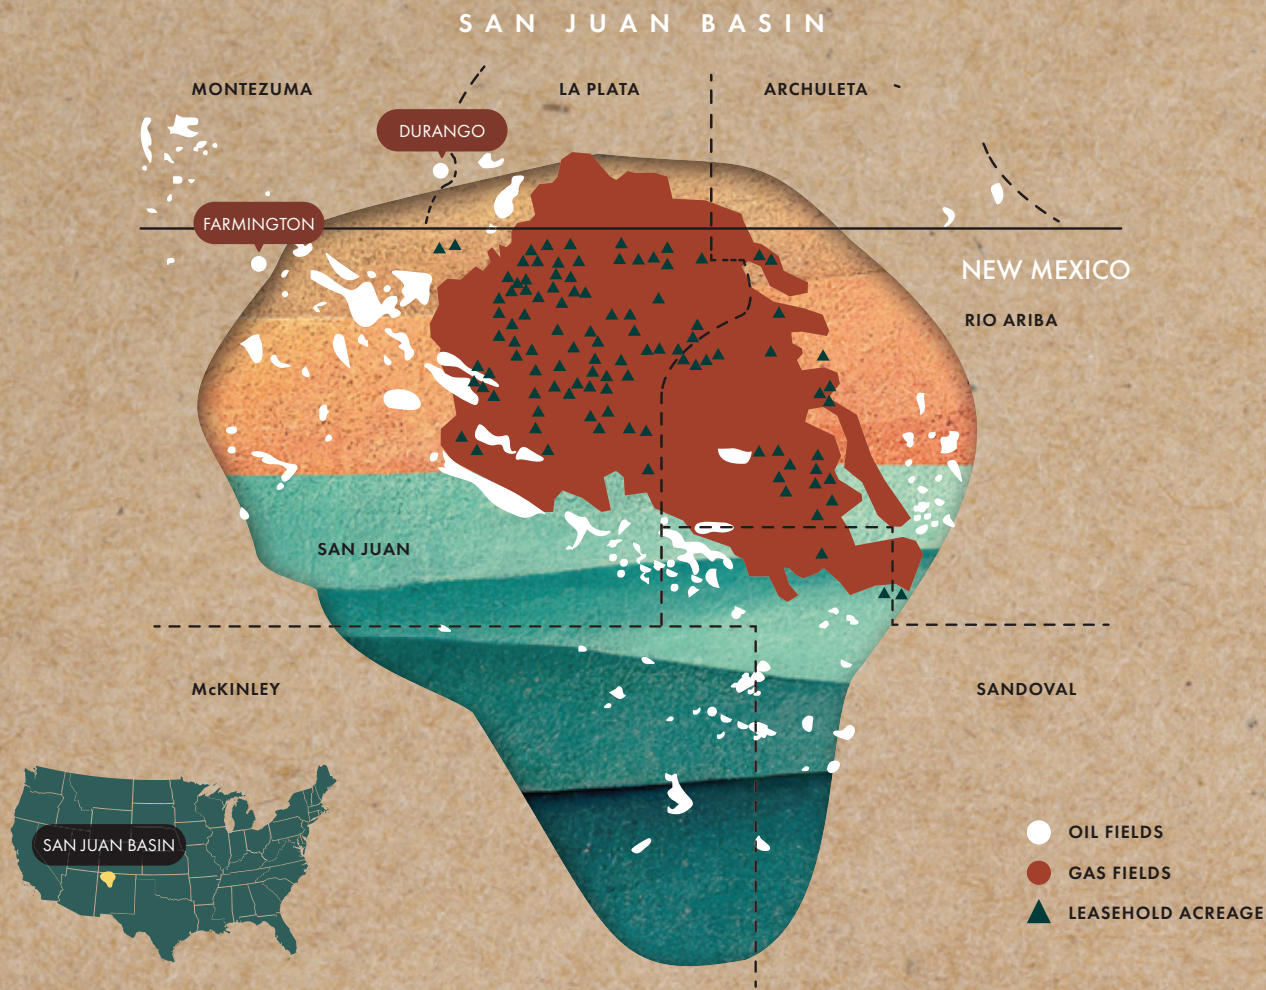 SAN JUAN BASIN
MONTEZUMA
LA PLATA
ARCHULETA
DURANGO
FARMINGTON
NEW MEXICO
RIO ARIBA
SAN JUAN
McKINLEY
SANDOVAL
SAN JUAN BASIN
OIL FIELDS
GAS FIELDS
LEASEHOLD ACREAGE